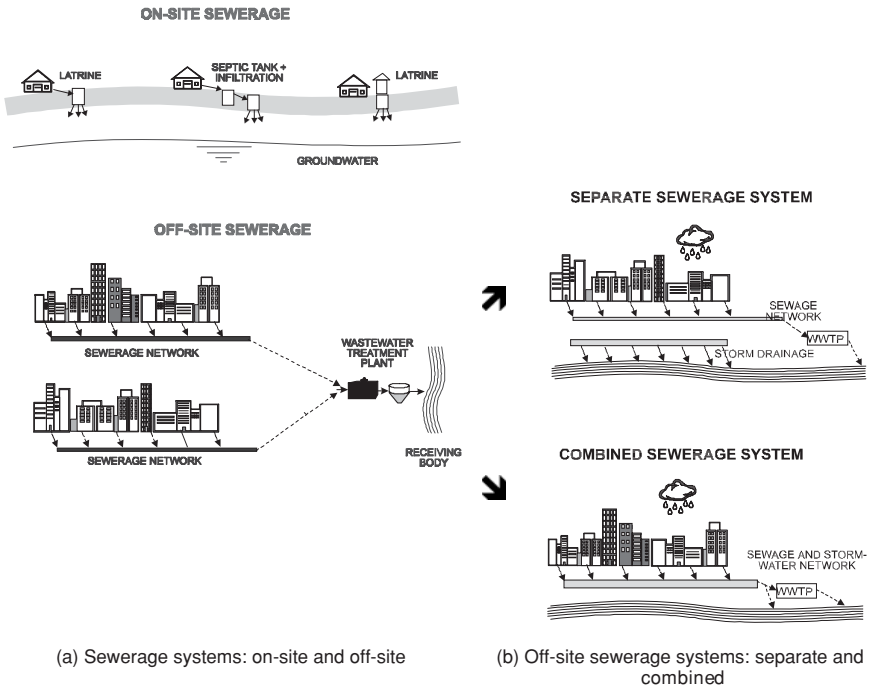 ON-SITE SEWERAGE
LATRINE
SEPTIC TANK +
INFILTRATION
LATRINE
GROUNDWATER
OFF-SITE SEWERAGE
SEWERAGE NETWORK
WASTEWATER
TREATMENT
PLANT
SEWERAGE NETWORK
RECEIVING
BODY
(a) Sewerage systems: on-site and off-site
SEPARATE SEWERAGE SYSTEM
SEWAGE
NETWORK
WWTP
STORM DRAINAGE
COMBINED SEWERAGE SYSTEM
SEWAGE AND STORM-
WATER NETWORK
WWTP
(b) Off-site sewerage systems: separate and
combined